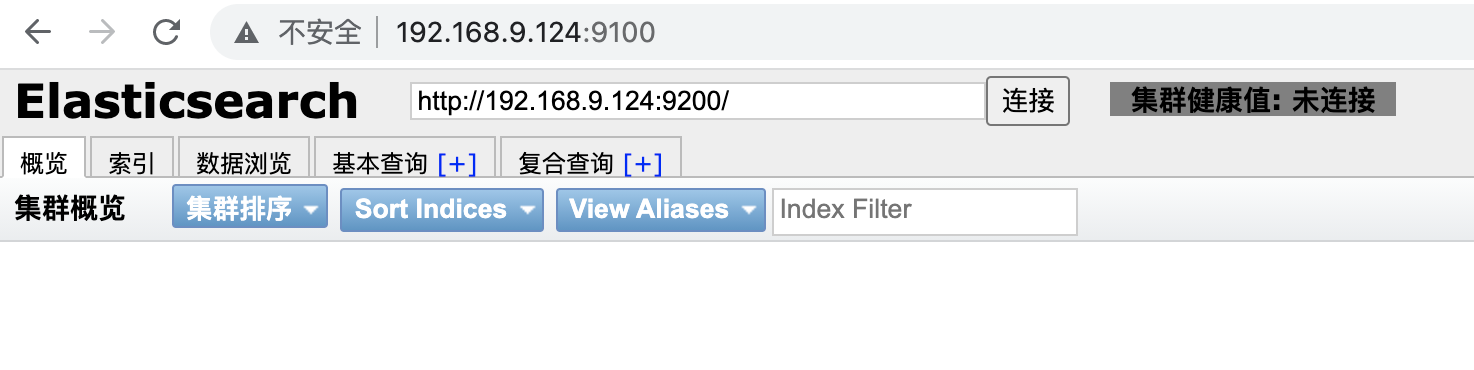 不安全 192.168.9.124:9100
Elasticsearch http://192.168.9.124:9200/ 连接 集群健康值: 未连接
概览 索引 数据浏览 基本查询 [+] 复合查询 [+]
集群概览 集群排序 Sort Indices View Aliases Index Filter